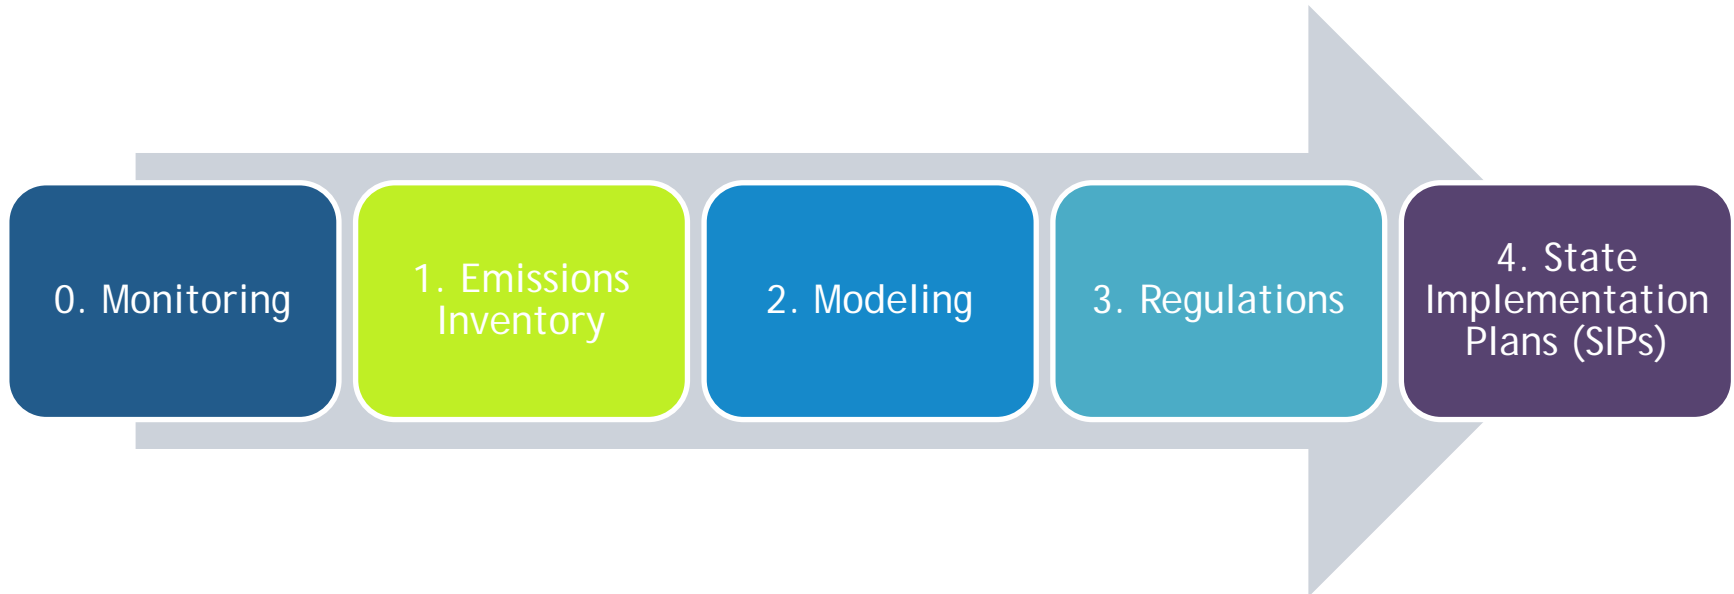 0. Monitoring
1. Emissions
Inventory
2. Modeling
3. Regulations
4. State
Implementation
Plans (SIPs)